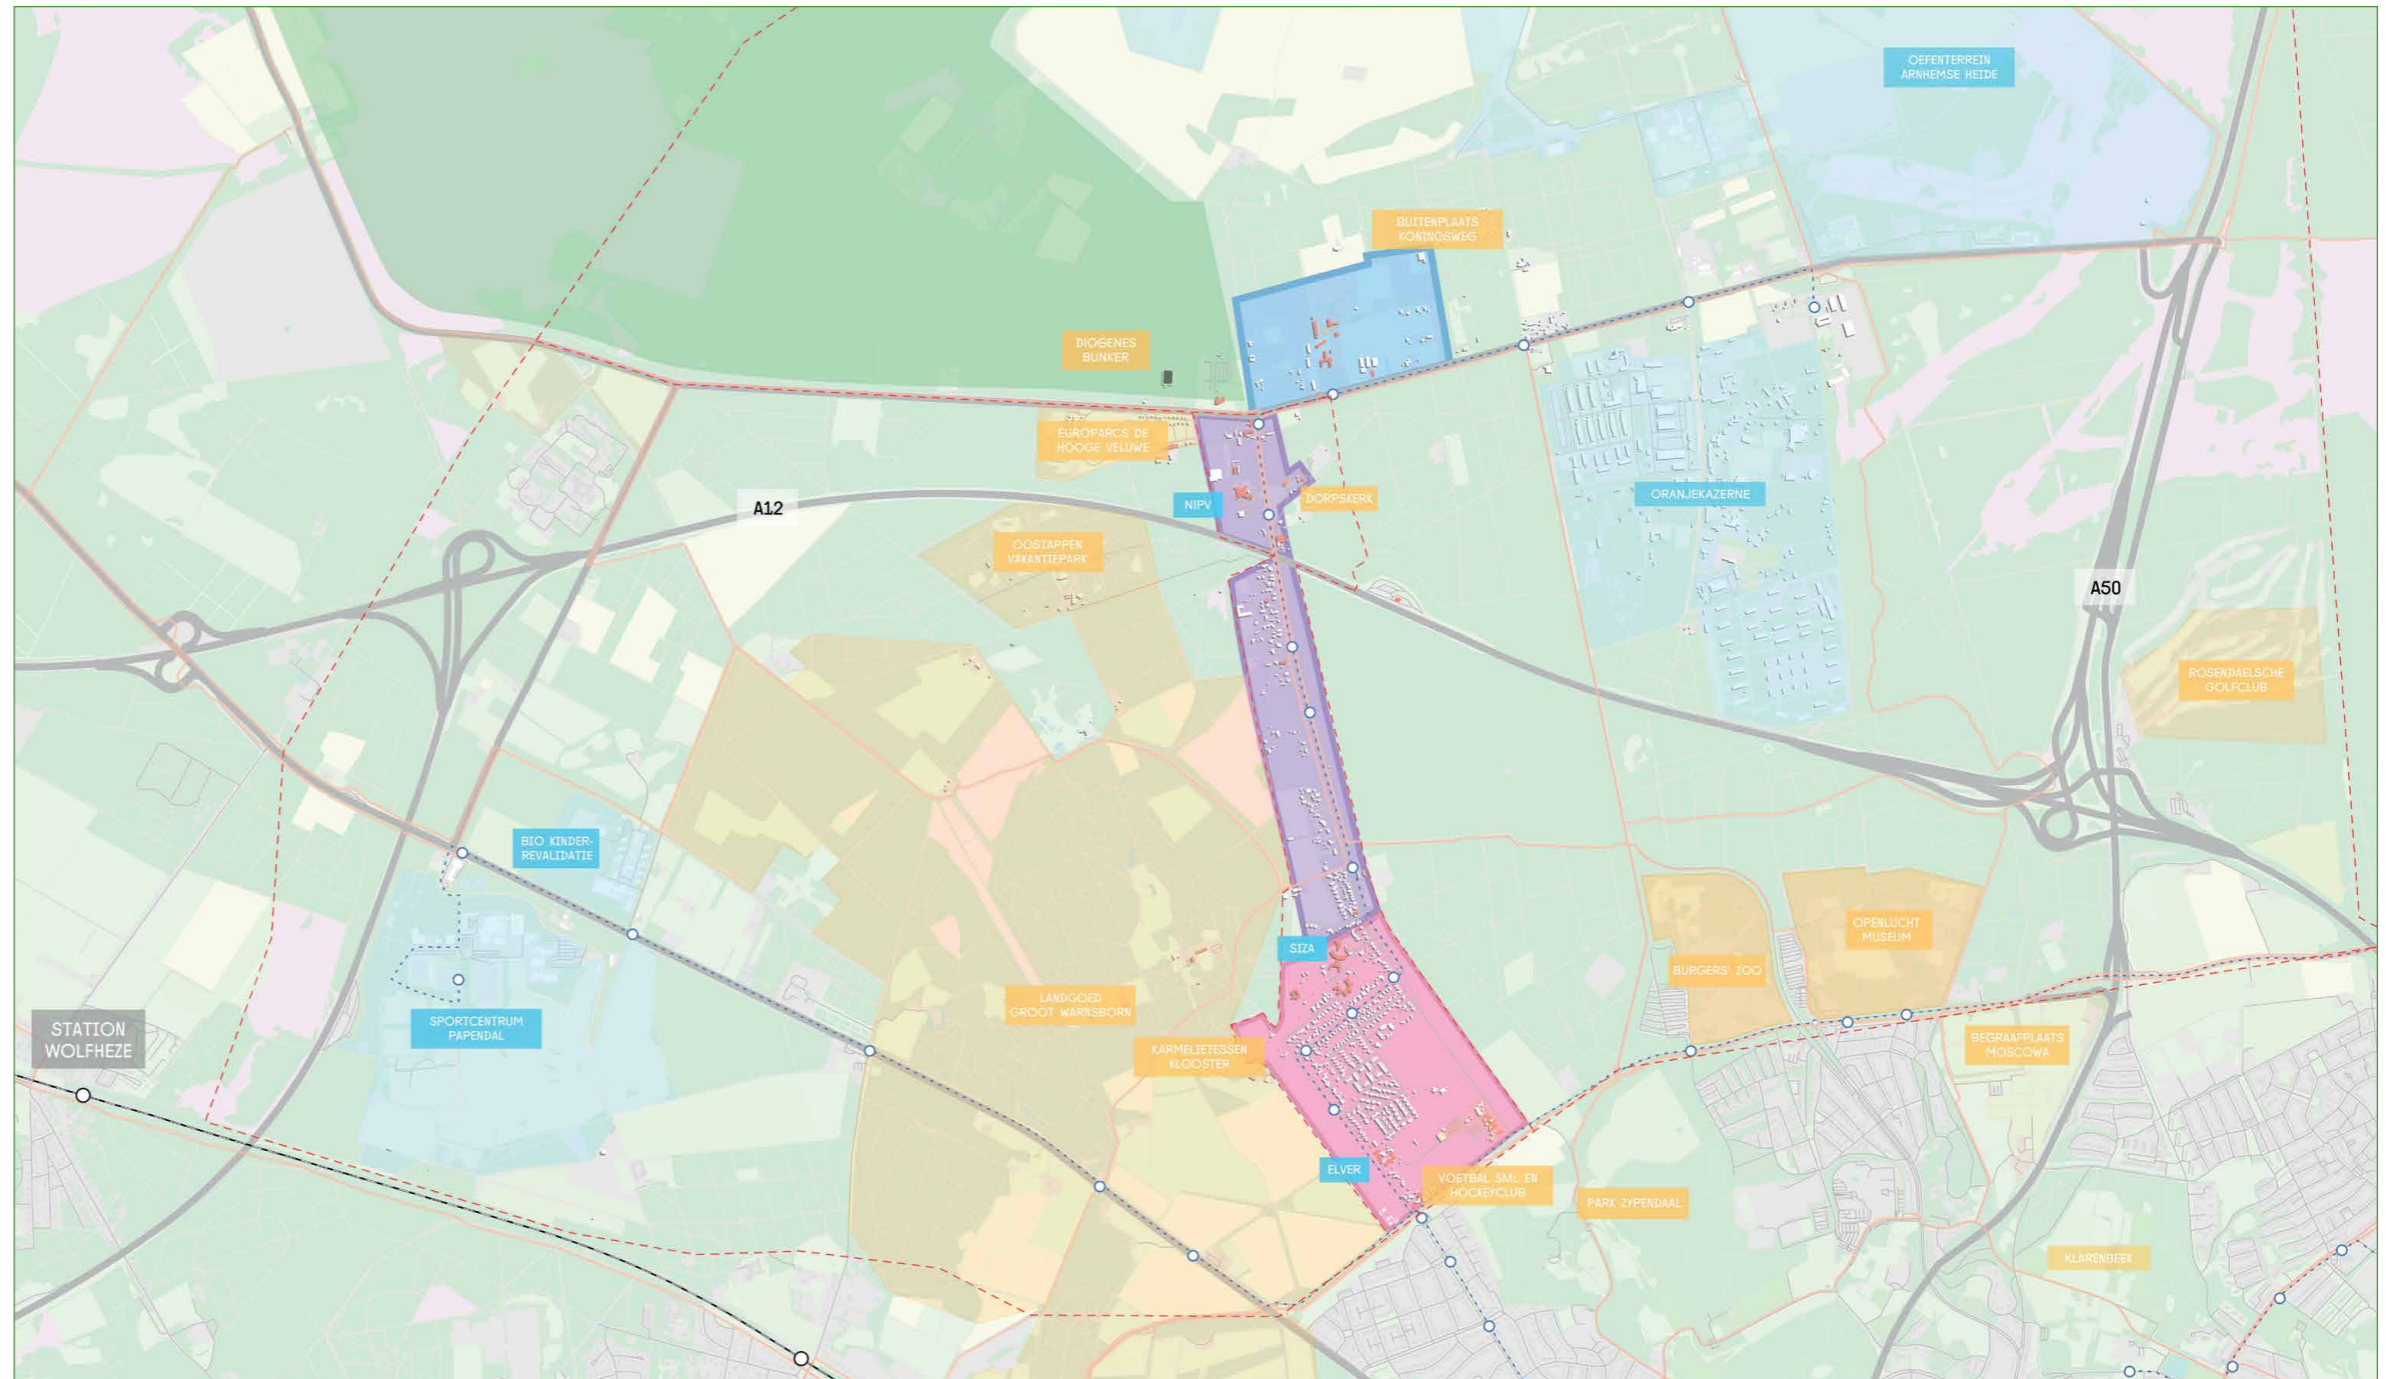 OEFENTERREIN
ARNHEMSE HEIDE
BUITENPLAATS
KONINGSWEG
DIOGENES
BUNKER
EUROPARCS DE
HOOGE VELUWE
NIPV
DORPSKERK
ORANJEKAZERNE
A12
OOSTAPPEN
VAKANTIEPARK
A50
ROSENDAELSCHE
GOLFCLUB
BIO KINDER-
REVALIDATIE
OPENLUCHT
MUSEUM
SIZA
BURGERS' ZOO
LANDGOED
GROOT WARNSBORN
SPORTCENTRUM
PAPENDAL
STATION
WOLFHEZE
KARMELIETESSEN
KLOOSTER
BEGRAAFPLAATS
MOSCOWA
ELVER
VOETBAL SML EN
HOCKEYCLUB
PARK ZYPENDAAL
KLARENBEEK